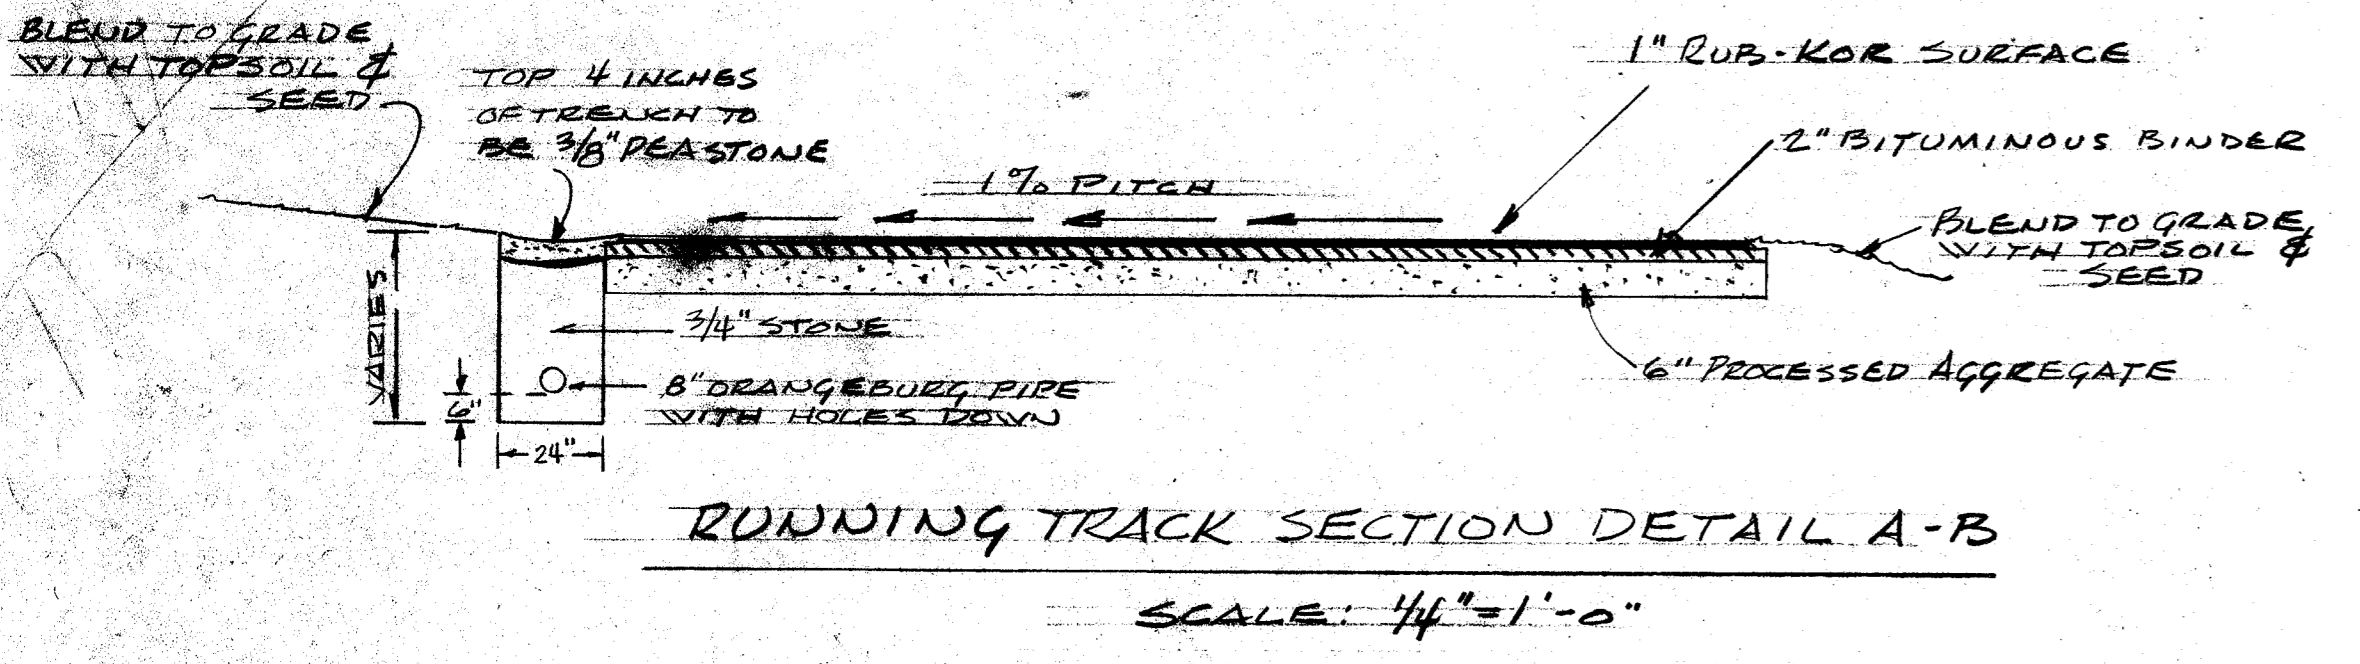 BLEND TO GRADE
WITH TOPSOIL &
SEED
TOP 4 INCHES
OF TRENCH TO
BE 3/8" PEASTONE
1% PITCH
1" RUB-KOR SURFACE
2" BITUMINOUS BINDER
BLEND TO GRADE
WITH TOPSOIL &
SEED
VARIES
3/4" STONE
6" PROCESSED AGGREGATE
8" ORANGEBURG PIPE
WITH HOLES DOWN
6"
24"
RUNNING TRACK SECTION DETAIL A-B
SCALE: 1/4"=1'-0"